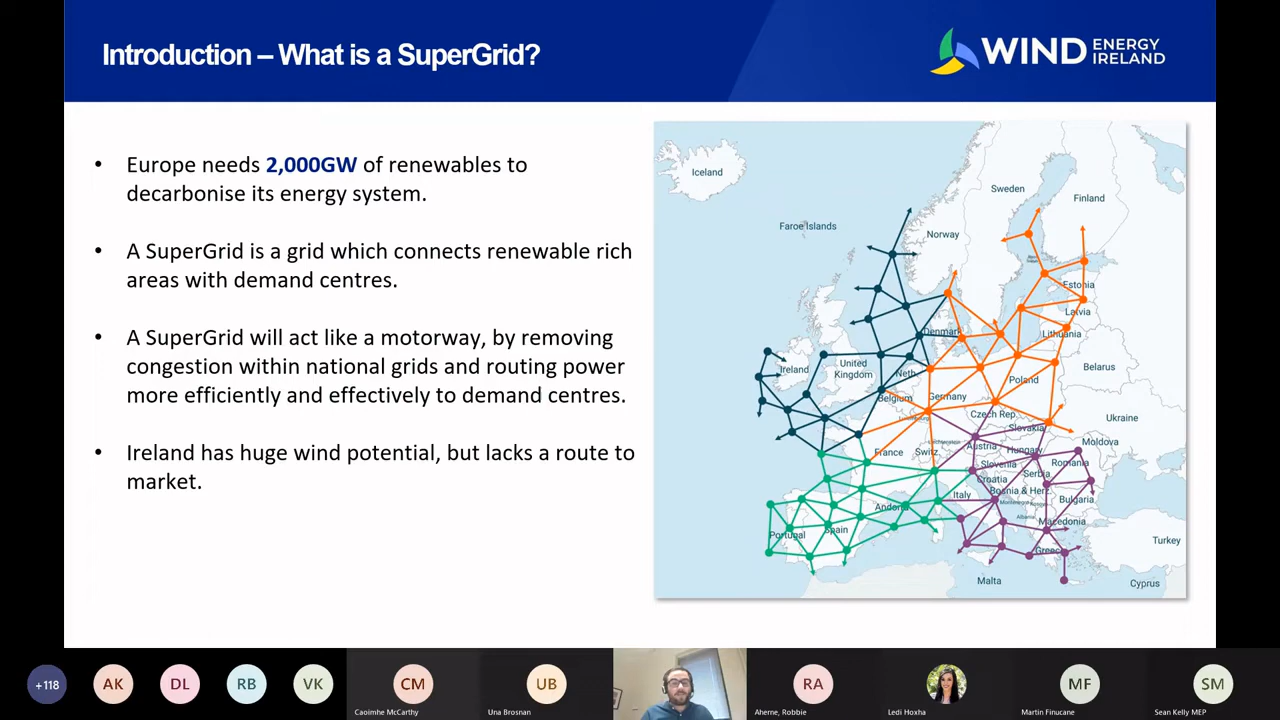 Introduction – What is a SuperGrid?
WIND
ENERGY
IRELAND
• Europe needs 2,000GW of renewables to
decarbonise its energy system.
• A SuperGrid is a grid which connects renewable rich
areas with demand centres.
• A SuperGrid will act like a motorway, by removing
congestion within national grids and routing power
more efficiently and effectively to demand centres.
• Ireland has huge wind potential, but lacks a route to
market.
Iceland
Sweden
Finland
Faroe Islands
Norway
Estonia
Latvia
Denmark
Lithuania
Ireland
United
Kingdom
Neth.
Belarus
Poland
Belgium
Germany
Czech Rep.
Ukraine
Slovakia
Moldova
France
Switz.
Austria
Hungary
Slovenia
Romania
Croatia
Serbia
Bosnia & Herz.
Italy
Bulgaria
Andorra
Macedonia
Portugal
Spain
Greece
Turkey
Malta
Cyprus
+118
AK
DL
RB
VK
CM
UB
RA
MF
SM
Caoimhe McCarthy
Una Brosnan
Aherne, Robbie
Ledi Hoxha
Martin Finucane
Sean Kelly MEP